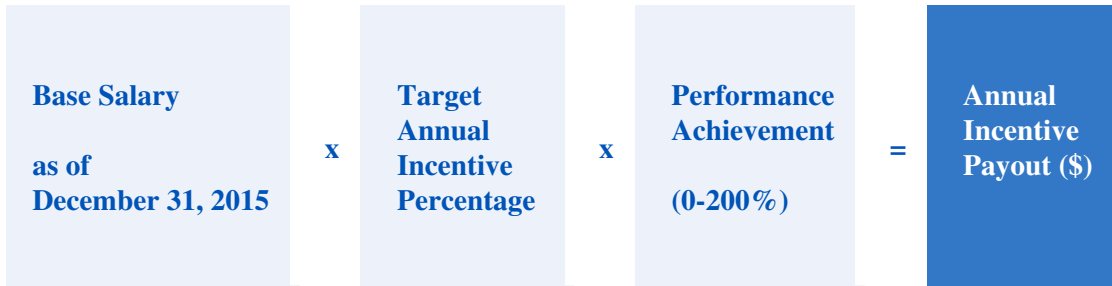 Base Salary
as of
December 31, 2015
x
Target
Annual
Incentive
Percentage
x
Performance
Achievement
(0-200%)
=
Annual
Incentive
Payout ($)